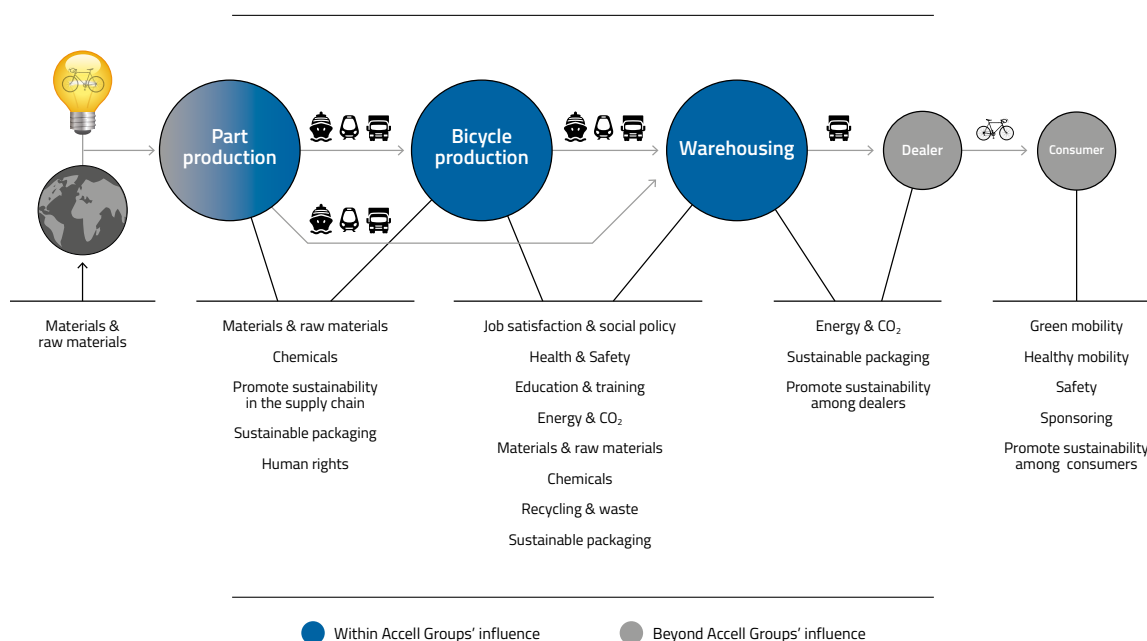 Part
production
Bicycle
production
Warehousing
Dealer
Consumer
Materials &
raw materials
Materials & raw materials
Chemicals
Promote sustainability
in the supply chain
Sustainable packaging
Human rights
Job satisfaction & social policy
Health & Safety
Education & training
Energy & CO₂
Materials & raw materials
Chemicals
Recycling & waste
Sustainable packaging
Energy & CO₂
Sustainable packaging
Promote sustainability
among dealers
Green mobility
Healthy mobility
Safety
Sponsoring
Promote sustainability
among consumers
Within Accell Groups' influence
Beyond Accell Groups' influence